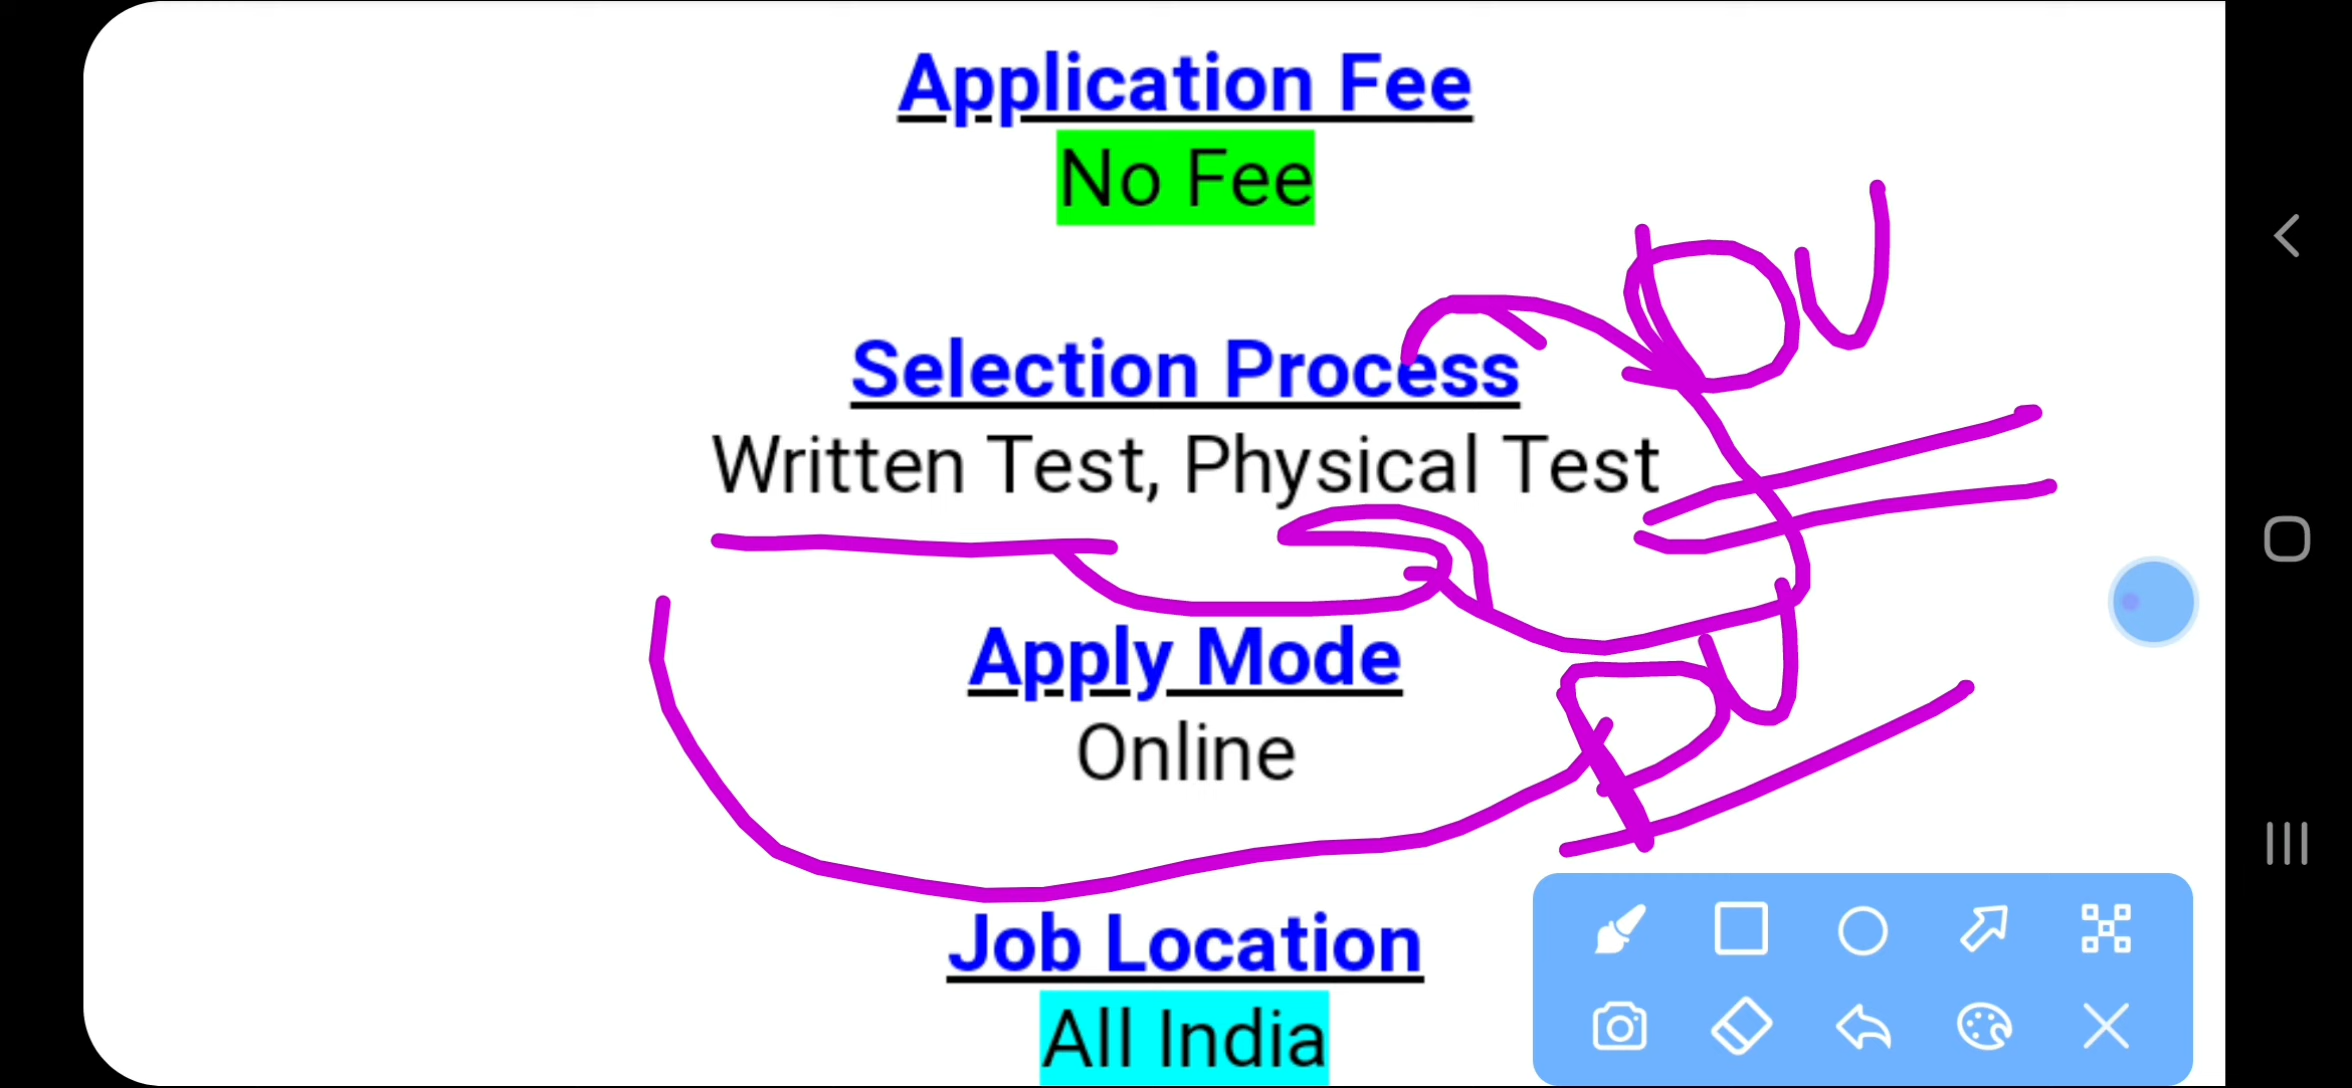 Application Fee
No Fee
Selection Process
Written Test, Physical Test
Apply Mode
Online
Job Location
All India